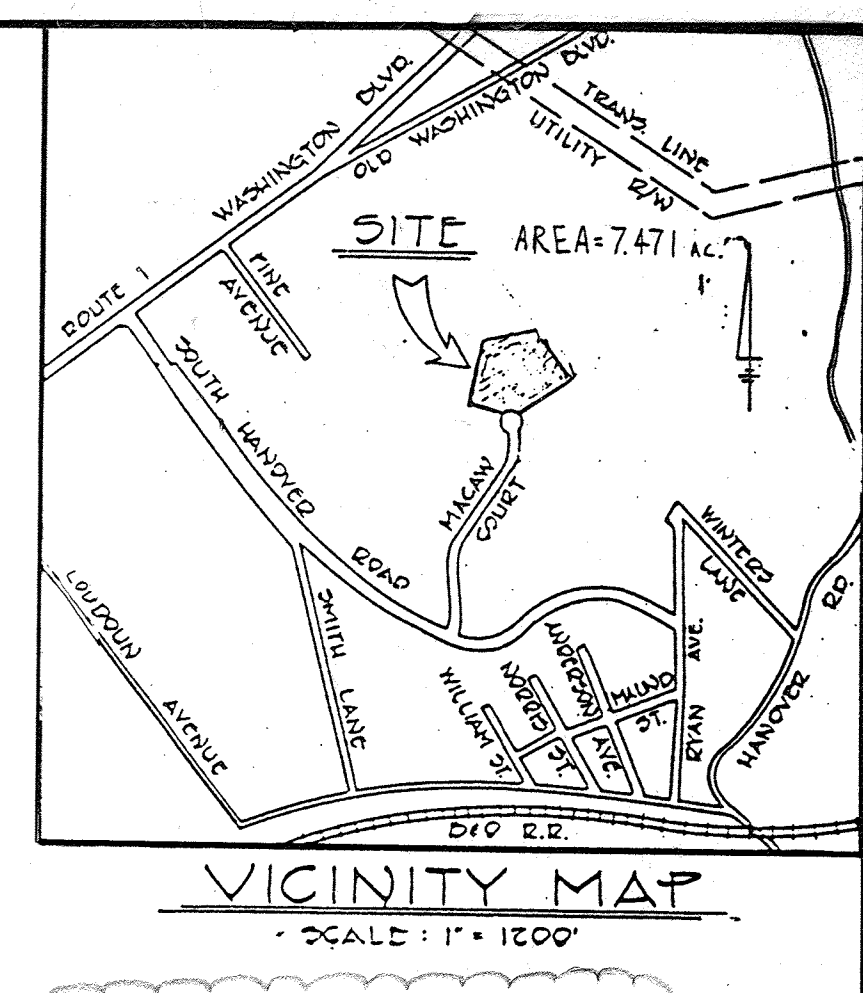 WASHINGTON BLVD.
OLD WASHINGTON BLVD.
TRANS. LINE
UTILITY R/W
ROUTE 1
PINE
AVENUE
SITE
AREA=7.471 AC.
SOUTH HANOVER ROAD
MACAW
COURT
WINTERS
LANE
HANOVER RD.
LOUDOUN AVENUE
SMITH LANE
WILLIAM ST.
NORRIS ST.
ANDERSON AVE.
ST.
RYAN AVE.
B&O R.R.
VICINITY MAP
SCALE: 1" = 1200'